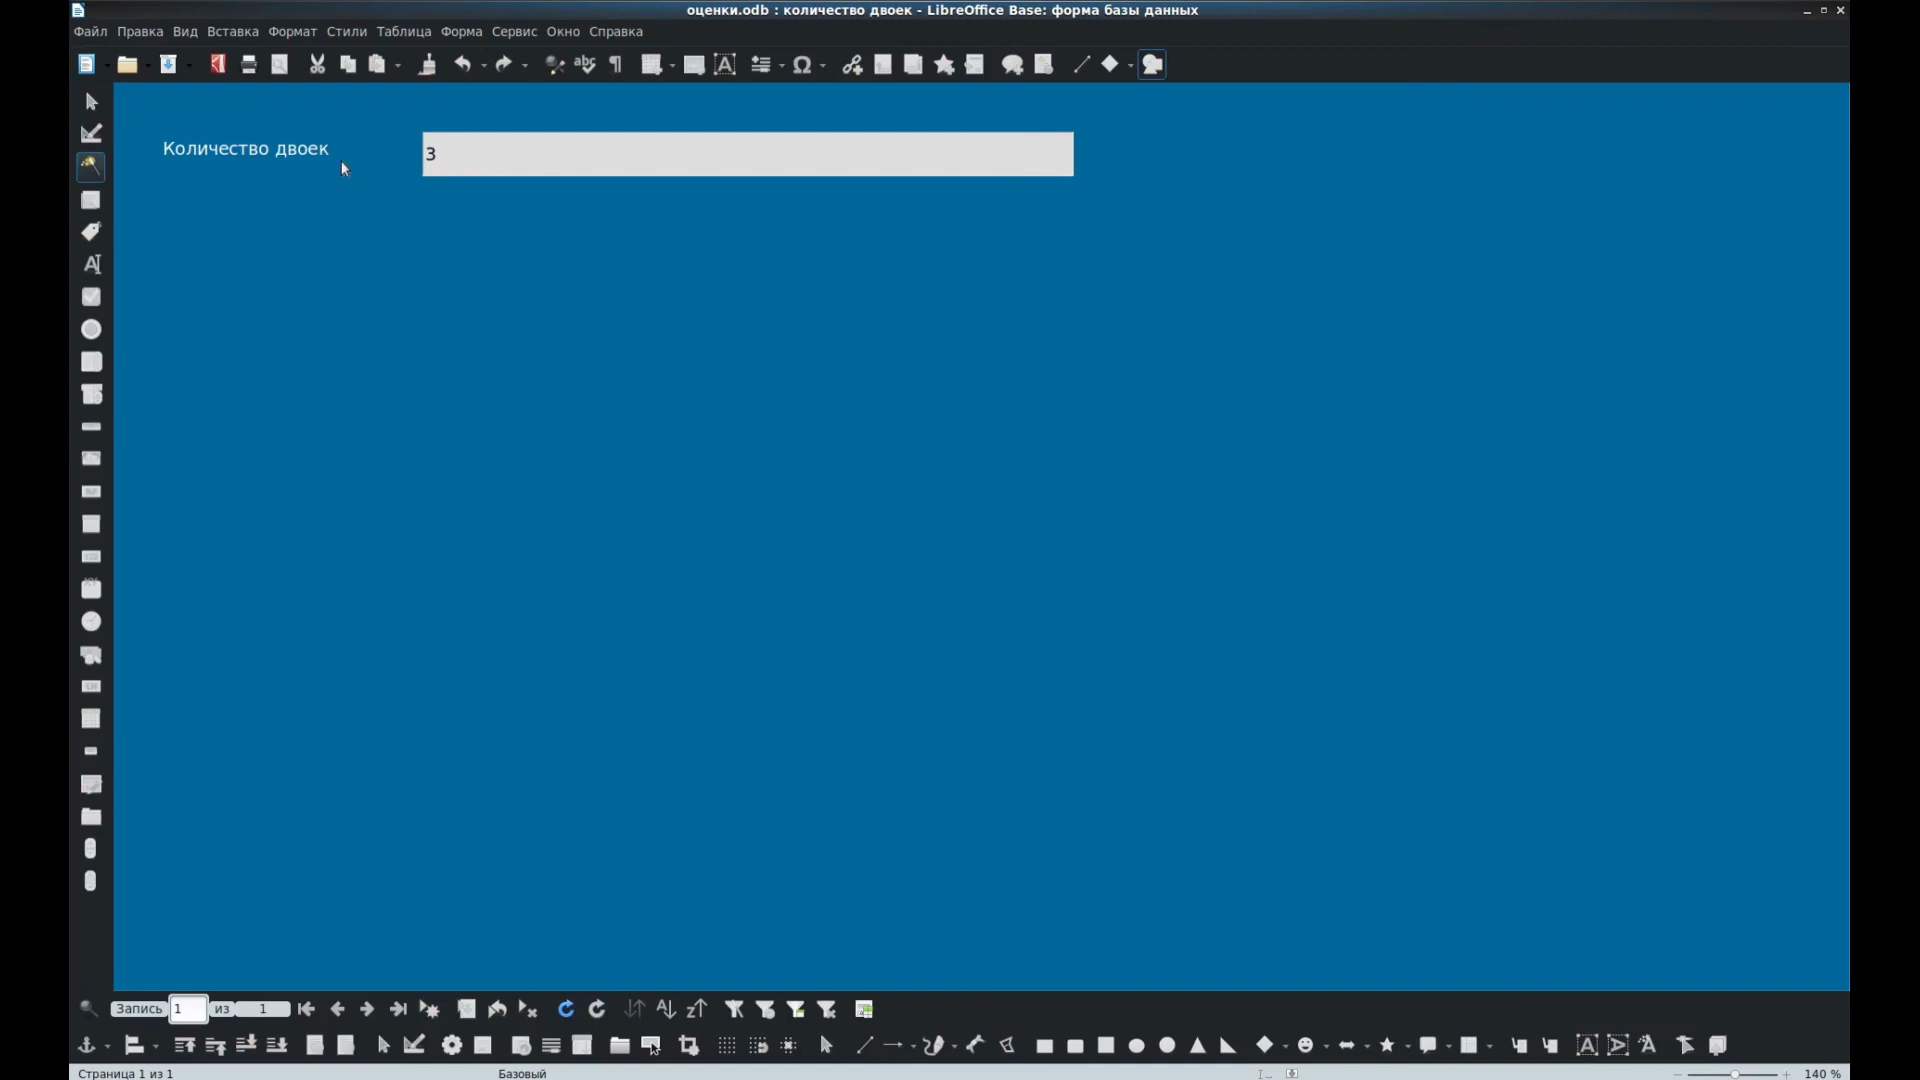 оценки.odb : количество двоек - LibreOffice Base: форма базы данных
Файл Правка Вид Вставка Формат Стили Таблица Форма Сервис Окно Справка
Количество двоек 3
Запись 1 из 1
Страница 1 из 1 Базовый 140 %